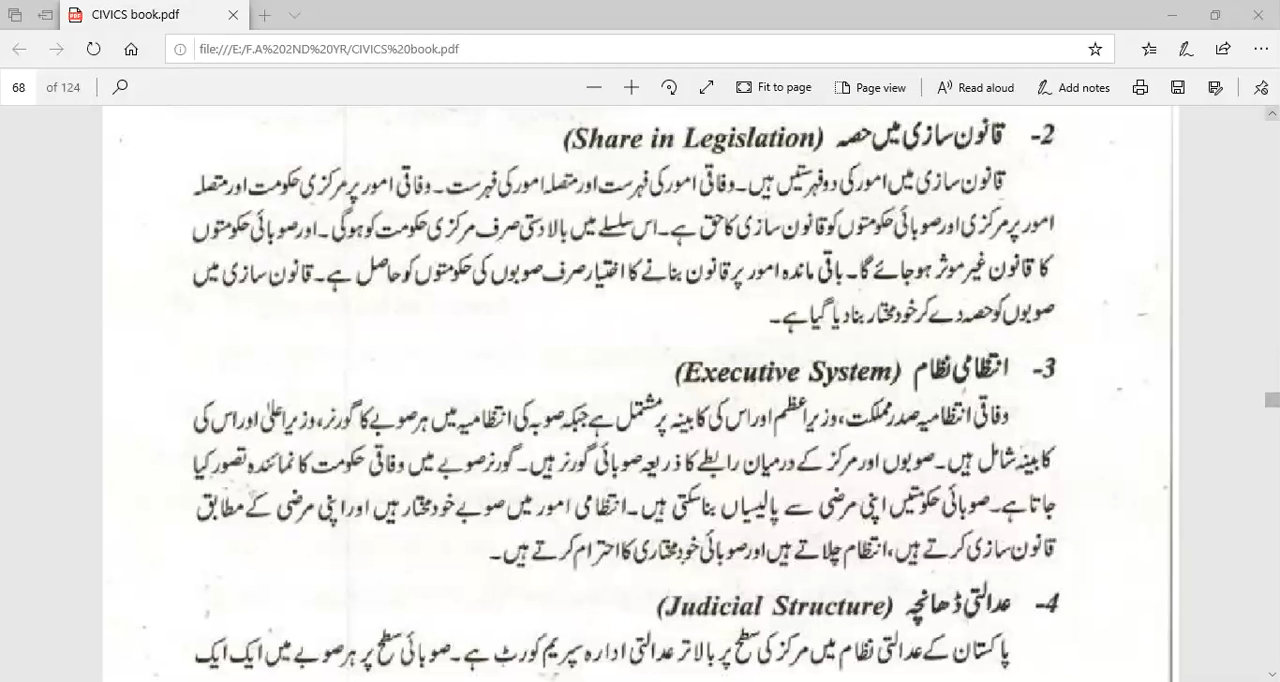 CIVICS book.pdf
file:///E:/F.A%202ND%20YR/CIVICS%20book.pdf
68 of 124 Fit to page Page view Read aloud Add notes
2- قانون سازی میں حصہ (Share in Legislation)
قانون سازی میں امور کی دو فہرستیں ہیں۔ وفاقی امور کی فہرست اور متصلہ امور کی فہرست۔ وفاقی امور پر مرکزی حکومت اور متصلہ
امور پر مرکزی اور صوبائی حکومتوں کو قانون سازی کا حق ہے۔ اس سلسلے میں بالادستی صرف مرکزی حکومت کو ہوگی۔ اور صوبائی حکومتوں
کا قانون غیر موثر ہو جائے گا۔ باقی ماندہ امور پر قانون بنانے کا اختیار صرف صوبوں کی حکومتوں کو حاصل ہے۔ قانون سازی میں
صوبوں کو حصہ دے کر خود مختار بنا دیا گیا ہے۔
3- انتظامی نظام (Executive System)
وفاقی انتظامیہ صدر مملکت، وزیراعظم اور اس کی کابینہ پر مشتمل ہے جبکہ صوبہ کی انتظامیہ میں ہر صوبے کا گورنر، وزیراعلیٰ اور اس کی
کابینہ شامل ہیں۔ صوبوں اور مرکز کے درمیان رابطے کا ذریعہ صوبائی گورنر ہیں۔ گورنر صوبے میں وفاقی حکومت کا نمائندہ تصور کیا
جاتا ہے۔ صوبائی حکومتیں اپنی مرضی سے پالیسیاں بنا سکتی ہیں۔ انتظامی امور میں صوبے خود مختار ہیں اور اپنی مرضی کے مطابق
قانون سازی کرتے ہیں، انتظام چلاتے ہیں اور صوبائی خود مختاری کا احترام کرتے ہیں۔
4- عدالتی ڈھانچہ (Judicial Structure)
پاکستان کے عدالتی نظام میں مرکز کی سطح پر بالاتر عدالتی ادارہ سپریم کورٹ ہے۔ صوبائی سطح پر ہر صوبے میں ایک ایک